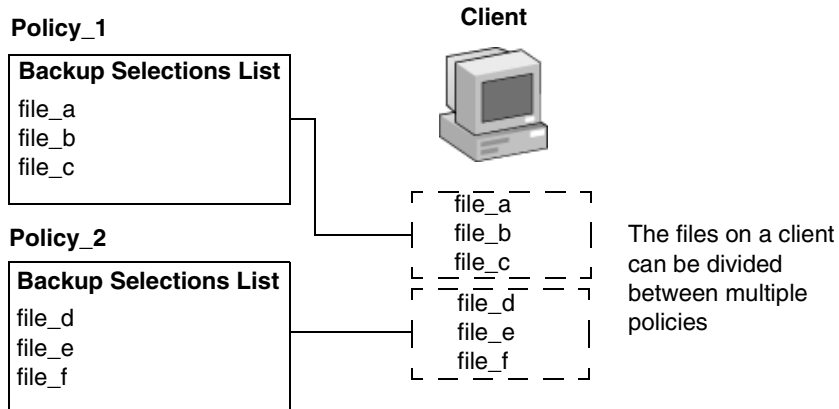 Policy_1
Backup Selections List
file_a
file_b
file_c
Policy_2
Backup Selections List
file_d
file_e
file_f
Client
file_a
file_b
file_c
file_d
file_e
file_f
The files on a client
can be divided
between multiple
policies